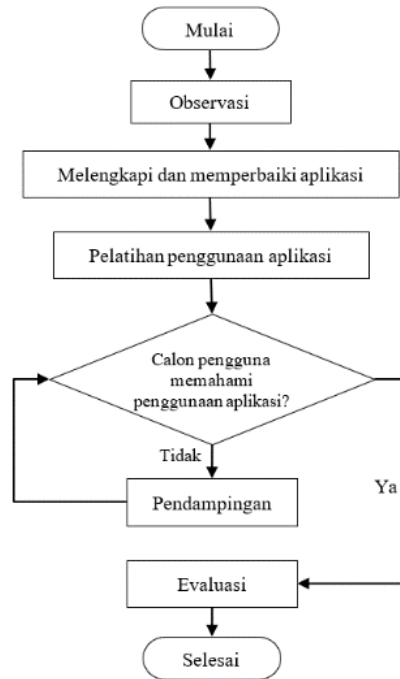 Mulai
Observasi
Melengkapi dan memperbaiki aplikasi
Pelatihan penggunaan aplikasi
Calon pengguna
memahami
penggunaan aplikasi?
Tidak
Pendampingan
Ya
Evaluasi
Selesai